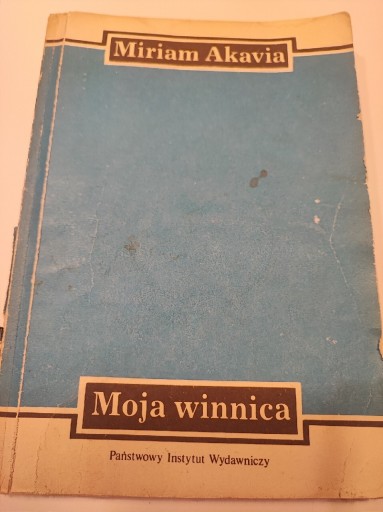 Miriam Akavia
Moja winnica
Państwowy Instytut Wydawniczy